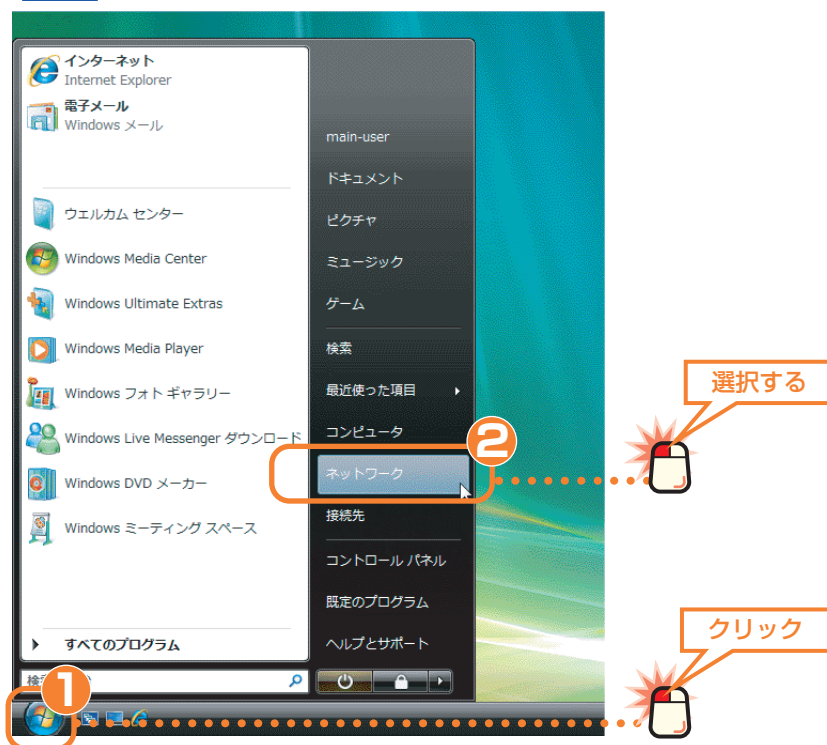 インターネット
Internet Explorer
電子メール
Windows メール
ウェルカム センター
Windows Media Center
Windows Ultimate Extras
Windows Media Player
Windows フォト ギャラリー
Windows Live Messenger ダウンロード
Windows DVD メーカー
Windows ミーティング スペース
すべてのプログラム
main-user
ドキュメント
ピクチャ
ミュージック
ゲーム
検索
最近使った項目
コンピュータ
ネットワーク
接続先
コントロール パネル
既定のプログラム
ヘルプとサポート
1
2
選択する
クリック